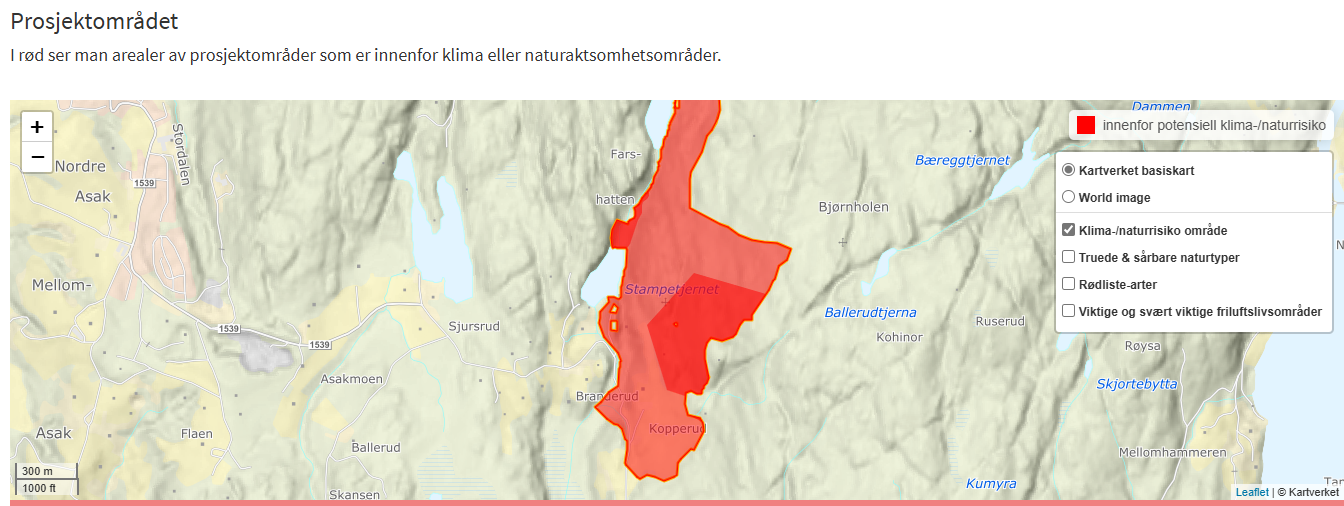 Prosjektområdet
I rød ser man arealer av prosjektområder som er innenfor klima eller naturaktsomhetsområder.
+
−
innenfor potensiell klima-/naturrisiko
Kartverket basiskart
World image
Klima-/naturrisiko område
Truede & sårbare naturtyper
Rødliste-arter
Viktige og svært viktige friluftslivsområder
Dammen
Stordalen
Nordre
Asak
1539
Fars-
hatten
Bæreggtjernet
Bjørnholen
Mellom-
Stampetjernet
1539
Sjursrud
1539
Ballerudtjerna
Kohinor
Ruserud
Røysa
Asakmoen
Branderud
Skjortebytta
Asak
Flaen
Kopperud
Ballerud
Mellomhammeren
Skansen
Kumyra
300 m
1000 ft
Leaflet | © Kartverket